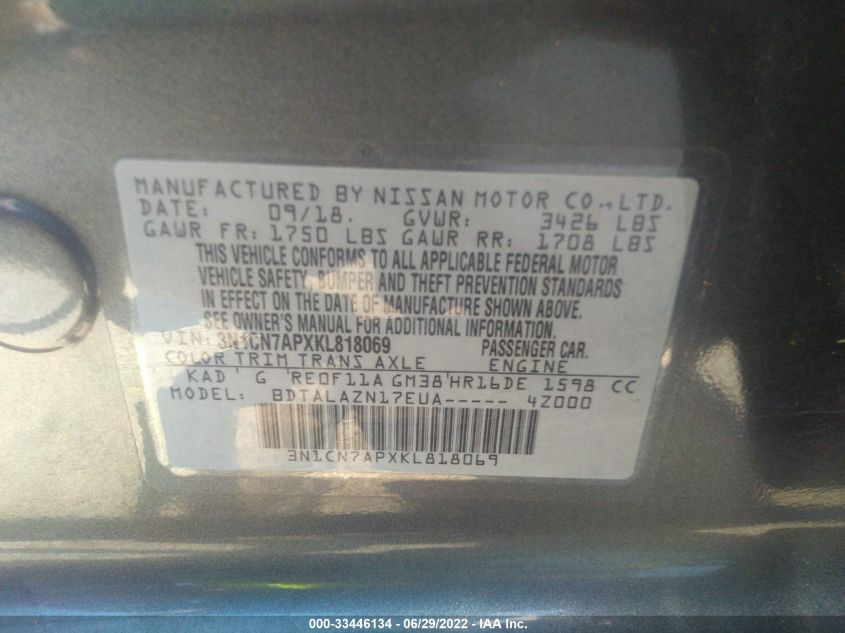 MANUFACTURED BY NISSAN MOTOR CO., LTD.
DATE: 09/18. GVWR: 3426 LBS
GAWR FR: 1750 LBS GAWR RR: 1708 LBS
THIS VEHICLE CONFORMS TO ALL APPLICABLE FEDERAL MOTOR
VEHICLE SAFETY, BUMPER AND THEFT PREVENTION STANDARDS
IN EFFECT ON THE DATE OF MANUFACTURE SHOWN ABOVE.
SEE OWNER'S MANUAL FOR ADDITIONAL INFORMATION.
VIN: 3N1CN7APXKL818069 PASSENGER CAR.
COLOR TRIM TRANS AXLE ENGINE
KAD ' G 'RE0F11A GM38'HR16DE 1598 CC
MODEL: BDTALAZN17EUA----- 4Z000
3N1CN7APXKL818069
000-33446134 - 06/29/2022 - IAA Inc.